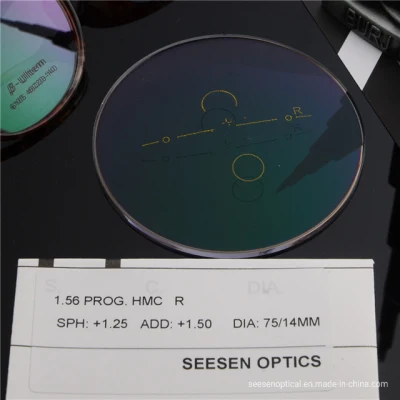 R
S. C. DIA.
1.56 PROG. HMC R
SPH: +1.25 ADD: +1.50 DIA: 75/14MM
SEESEN OPTICS
seesenoptical.en.made-in-china.com